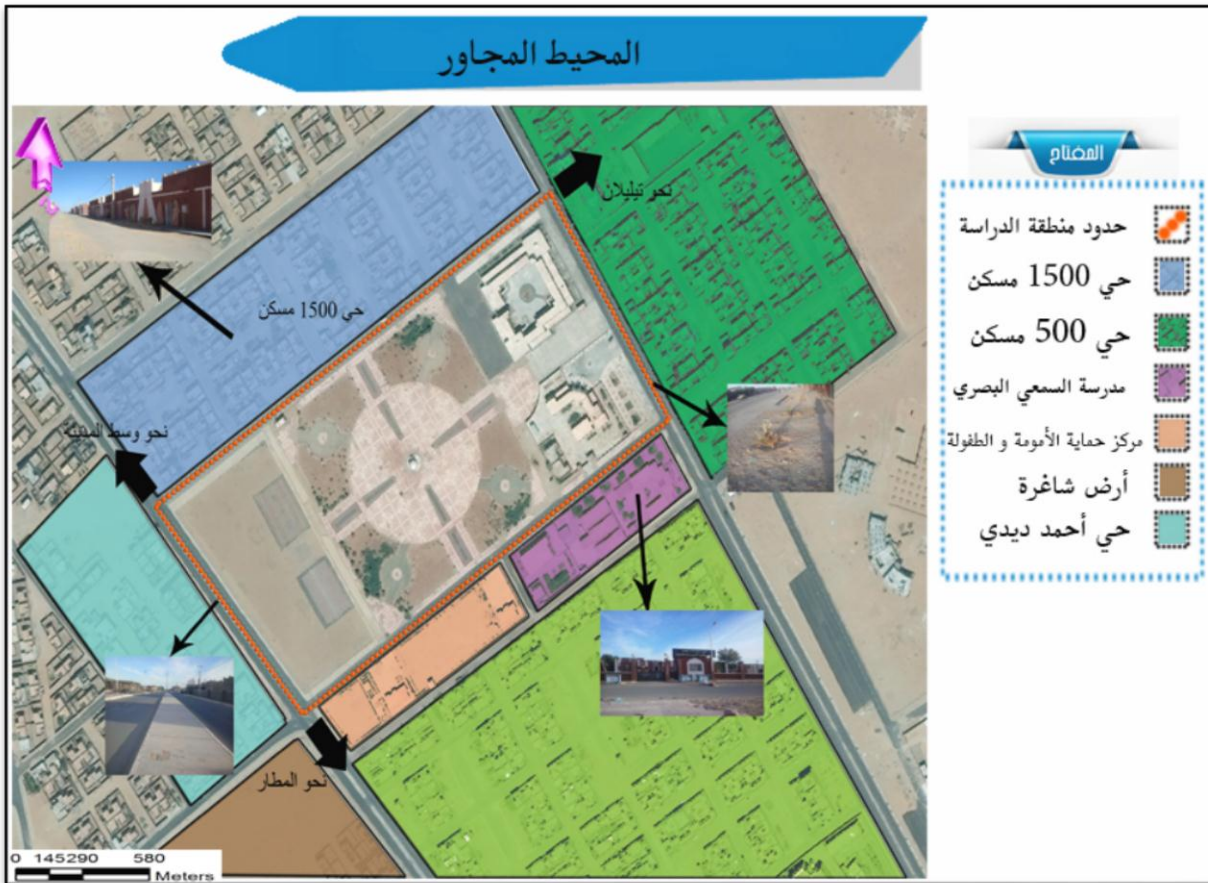 المحيط المجاور
المفتاح
حدود منطقة الدراسة
حي 1500 مسكن
حي 500 مسكن
مدرسة السمعي البصري
مركز حماية الأمومة و الطفولة
أرض شاغرة
حي أحمد ديدي
نحو تيليلان
حي 1500 مسكن
نحو وسط المدينة
نحو المطار
0 145290 580
Meters